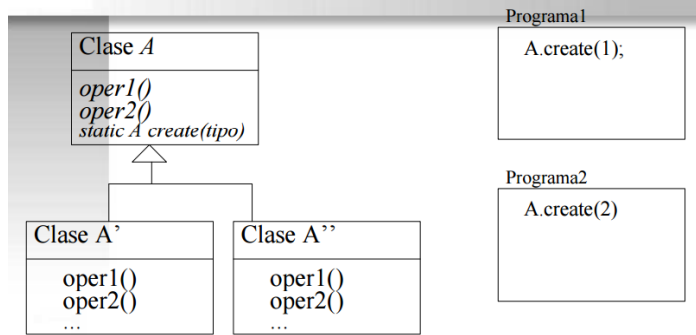 Clase A
oper1()
oper2()
static A create(tipo)
Clase A’
oper1()
oper2()
...
Clase A’’
oper1()
oper2()
...
Programa1
A.create(1);
Programa2
A.create(2)